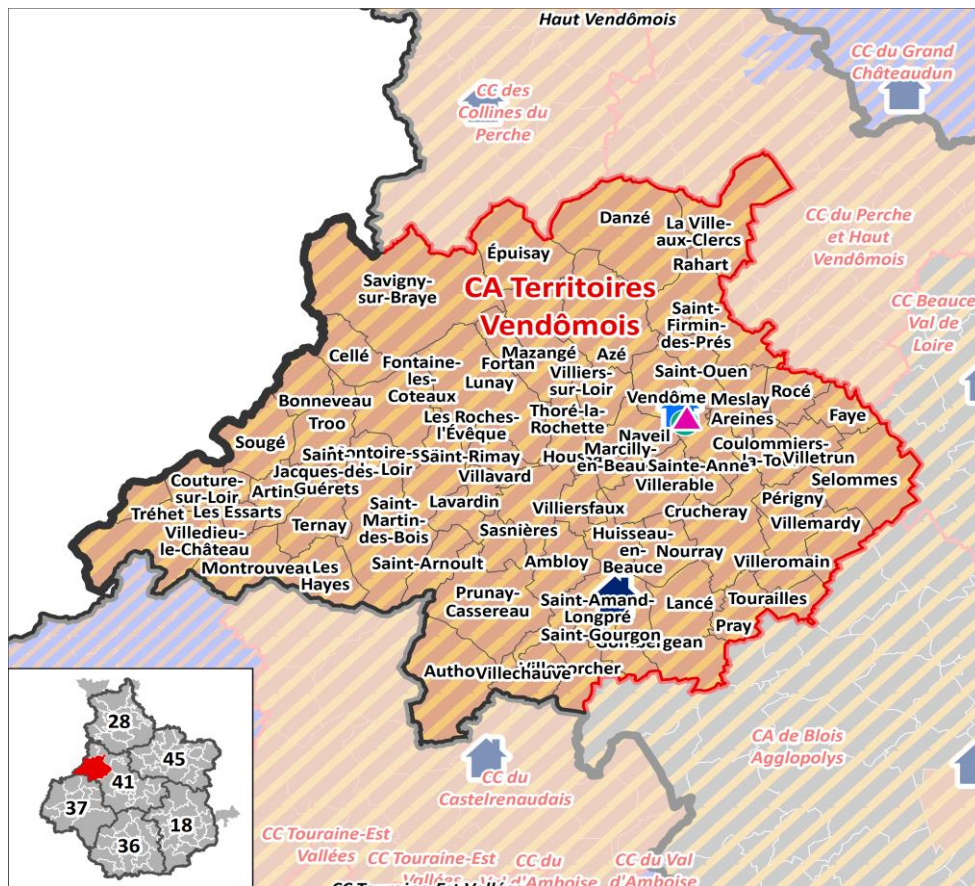 Haut Vendômois
CC du Grand
Châteaudun
CC des
Collines du
Perche
CC du Perche
et Haut
Vendômois
CC Beauce
Val de
Loire
Danzé
La Ville-
aux-Clercs
Rahart
Épuisay
Savigny-
sur-Braye
CA Territoires
Vendômois
Saint-
Firmin-
des-Prés
Cellé
Fontaine-
les-
Coteaux
Mazangé
Fortan
Lunay
Azé
Villiers-
sur-Loir
Saint-Ouen
Vendôme
Meslay
Rocé
Areines
Faye
Bonneveau
Troo
Les Roches-
l'Évêque
Thoré-la-
Rochette
Naveil
Coulommiers-
Villetrun
Sougé
Saint-
Jacques-des-
Guérets
Loir
Saint-Rimay
Marcilly-
en-Beau
Sainte-Anne
Selommes
Couture-
sur-Loir
Artin
Villavard
Villerable
Périgny
Tréhet
Les Essarts
Ternay
Saint-
Martin-
des-Bois
Lavardin
Villiersfaux
Crucheray
Villemardy
Villedieu-
le-Château
Sasnières
Huisseau-
en-
Beauce
Nourray
Villeromain
Montrouveau
Les
Hayes
Saint-Arnoult
Ambloy
Prunay-
Cassereau
Saint-Amand-
Longpré
Lancé
Tourailles
Saint-Gourgon
Pray
Autho
Villechauve
28
45
41
37
18
36
CA de Blois
Agglopolys
CC du
Castelrenaudais
CC Touraine-Est
Vallées
CC Touraine-Est
Vallées
CC du
Val d'Amboise
CC du Val
d'Amboise